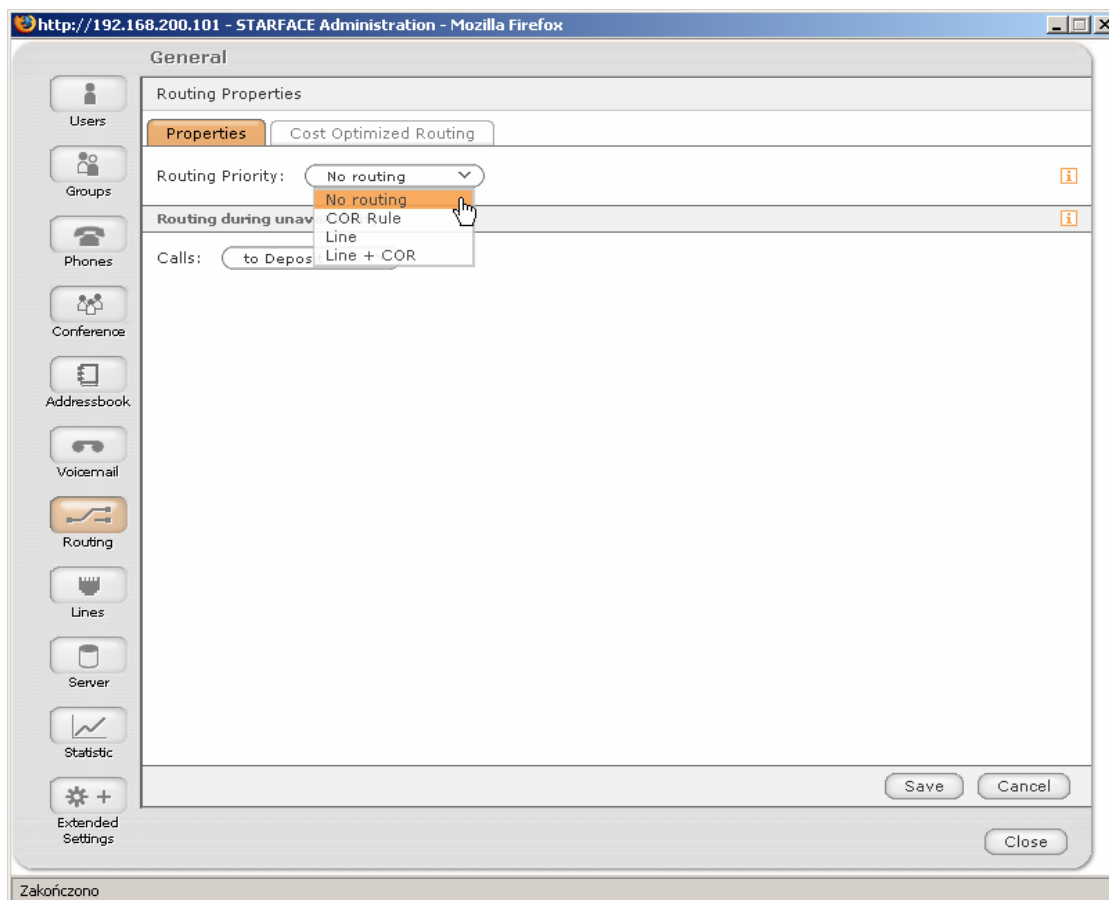 http://192.168.200.101 - STARFACE Administration - Mozilla Firefox
General
Users
Groups
Phones
Conference
Addressbook
Voicemail
Routing
Lines
Server
Statistic
Extended
Settings
Routing Properties
Properties Cost Optimized Routing
Routing Priority: No routing
No routing
COR Rule
Line
Line + COR
Routing during
Calls: to
Save Cancel
Close
Zakończono